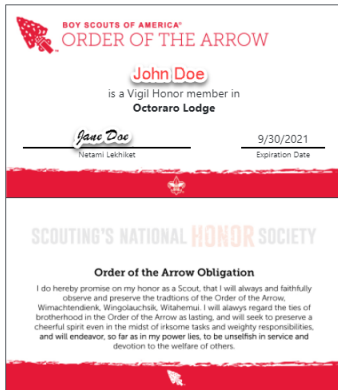 BOY SCOUTS OF AMERICA®
ORDER OF THE ARROW
John Doe
is a Vigil Honor member in
Octoraro Lodge
Jane Doe
9/30/2021
Netami Lekhiket
Expiration Date
SCOUTING'S NATIONAL HONOR SOCIETY
Order of the Arrow Obligation
I do hereby promise on my honor as a Scout, that I will always and faithfully
observe and preserve the tradtions of the Order of the Arrow,
Wimachtendienk, Wingolauchsik, Witahemui. I will alawys regard the ties of
brotherhood in the Order of the Arrow as lasting, and will seek to preserve a
cheerful spirit even in the midst of irksome tasks and weighty responsibilities,
and will endeavor, so far as in my power lies, to be unselfish in service and
devotion to the welfare of others.